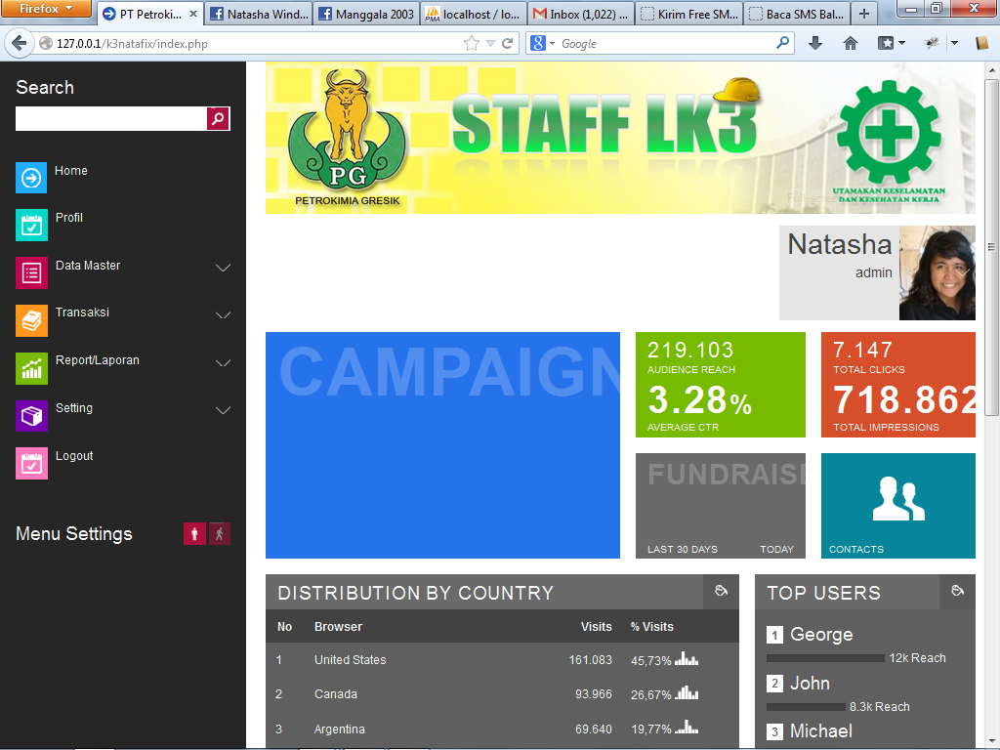 Firefox
PT Petroki...
Natasha Wind...
Manggala 2003
PMA
localhost / lo...
Inbox (1,022) ...
Kirim Free SM...
Baca SMS Bal...
127.0.0.1/k3natafix/index.php
8
Google
Search
Home
Profil
Data Master
Transaksi
Report/Laporan
Setting
Logout
Menu Settings
PG
PETROKIMIA GRESIK
STAFF LK3
Full-scree
UTAMAKAN KESELAMATAN
DAN KESEHATAN KERJA
Natasha
admin
CAMPAIGN
219.103
AUDIENCE REACH
3.28%
AVERAGE CTR
7.147
TOTAL CLICKS
718.862
TOTAL IMPRESSIONS
FUNDRAISE
LAST 30 DAYS TODAY
CONTACTS
DISTRIBUTION BY COUNTRY
No Browser Visits % Visits
1 United States 161.083 45,73%
2 Canada 93.966 26,67%
3 Argentina 69.640 19,77%
TOP USERS
1 George
12k Reach
2 John
8.3k Reach
3 Michael